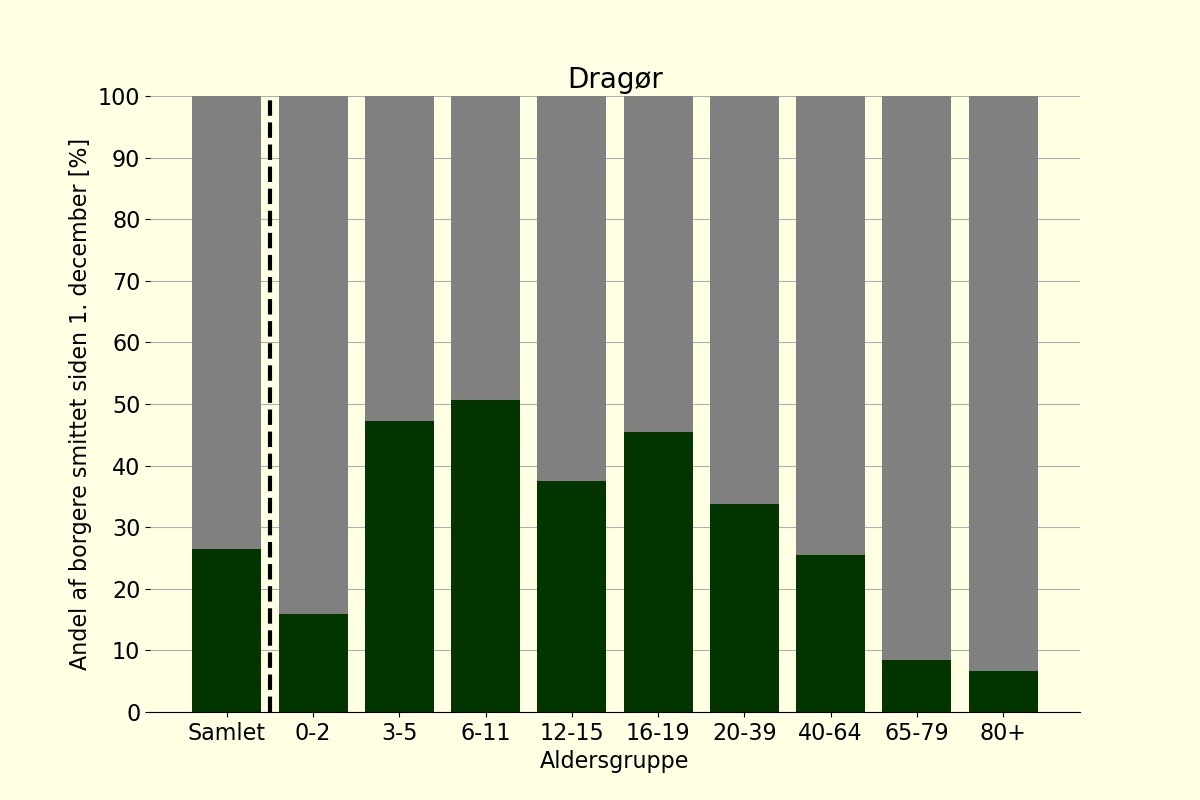 Dragør
Andel af borgere smittet siden 1. december [%]
100
90
80
70
60
50
40
30
20
10
0
Samlet 0-2 3-5 6-11 12-15 16-19 20-39 40-64 65-79 80+
Aldersgruppe